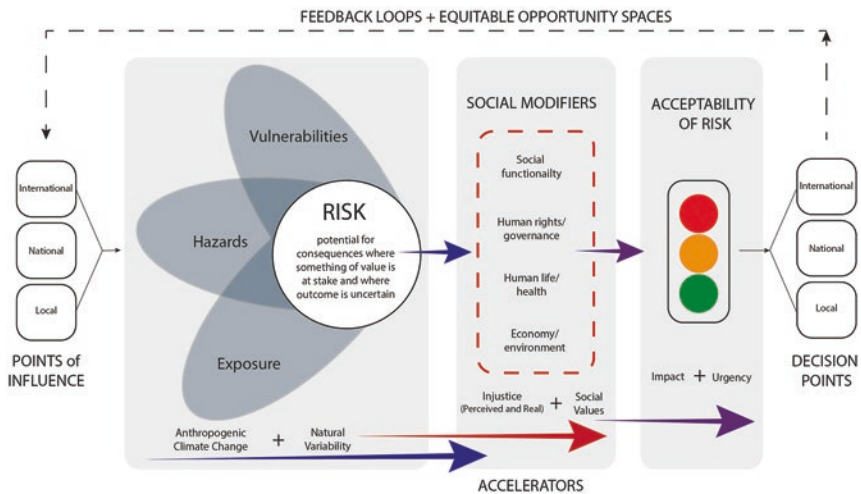 FEEDBACK LOOPS + EQUITABLE OPPORTUNITY SPACES
International
National
Local
POINTS of
INFLUENCE
Vulnerabilities
Hazards
Exposure
RISK
potential for
consequences where
something of value is
at stake and where
outcome is uncertain
Anthropogenic
Climate Change
+
Natural
Variability
SOCIAL MODIFIERS
Social
functionality
Human rights/
governance
Human life/
health
Economy/
environment
Injustice
(Perceived and Real)
+
Social
Values
ACCELERATORS
ACCEPTABILITY
OF RISK
Impact + Urgency
International
National
Local
DECISION
POINTS